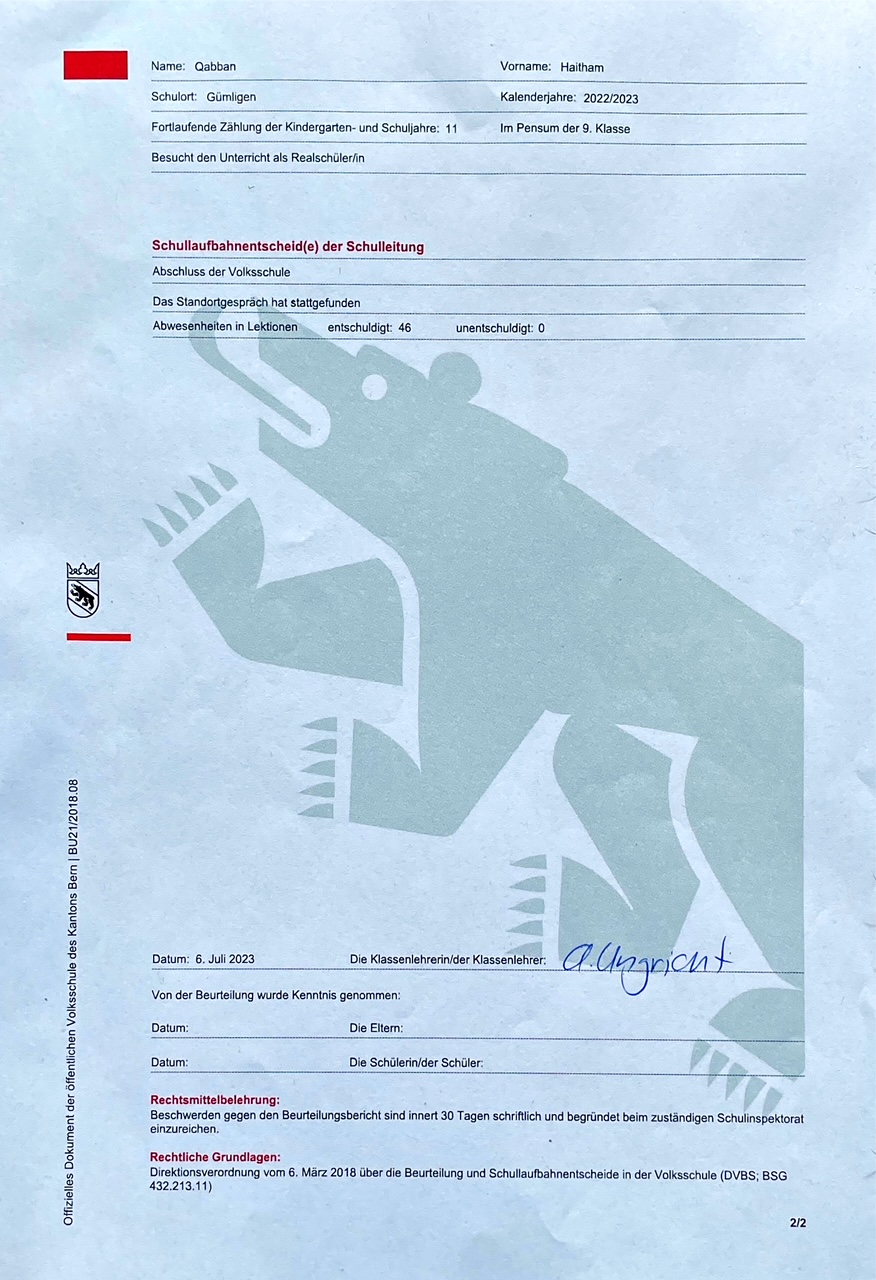 Name: Qabban Vorname: Haitham
Schulort: Gümligen Kalenderjahre: 2022/2023
Fortlaufende Zählung der Kindergarten- und Schuljahre: 11 Im Pensum der 9. Klasse
Besucht den Unterricht als Realschüler/in
Schullaufbahnentscheid(e) der Schulleitung
Abschluss der Volksschule
Das Standortgespräch hat stattgefunden
Abwesenheiten in Lektionen entschuldigt: 46 unentschuldigt: 0
Offizielles Dokument der öffentlichen Volksschule des Kantons Bern | BU21/2018.08
Datum: 6. Juli 2023 Die Klassenlehrerin/der Klassenlehrer: A. Ungricht
Von der Beurteilung wurde Kenntnis genommen:
Datum: Die Eltern:
Datum: Die Schülerin/der Schüler:
Rechtsmittelbelehrung:
Beschwerden gegen den Beurteilungsbericht sind innert 30 Tagen schriftlich und begründet beim zuständigen Schulinspektorat
einzureichen.
Rechtliche Grundlagen:
Direktionsverordnung vom 6. März 2018 über die Beurteilung und Schullaufbahnentscheide in der Volksschule (DVBS; BSG
432.213.11)
2/2